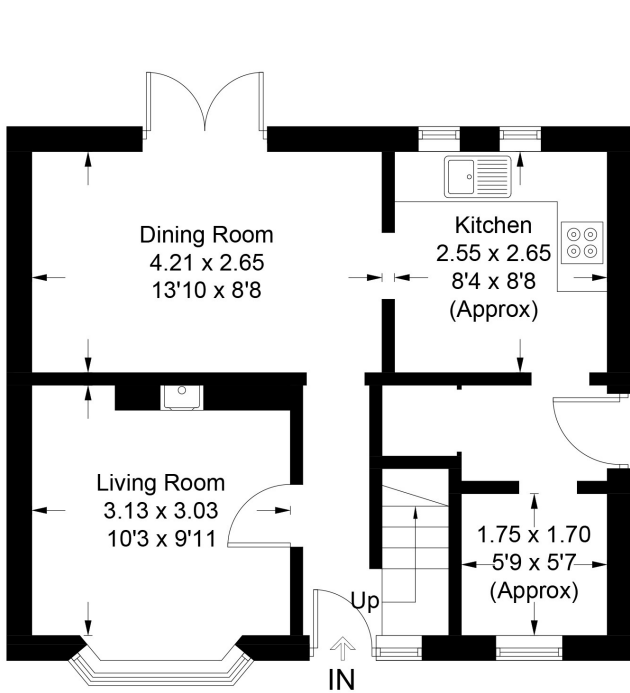 Dining Room
4.21 x 2.65
13'10 x 8'8
Kitchen
2.55 x 2.65
8'4 x 8'8
(Approx)
Living Room
3.13 x 3.03
10'3 x 9'11
1.75 x 1.70
5'9 x 5'7
(Approx)
Up
IN